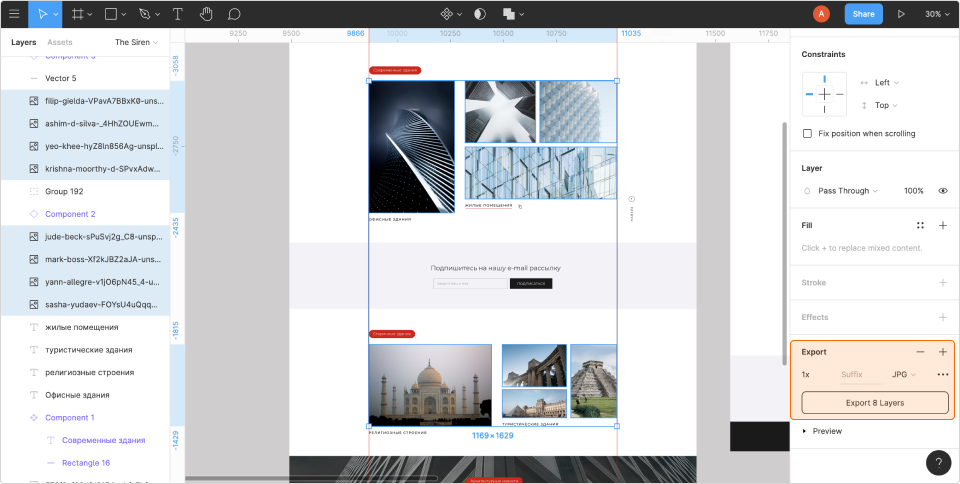 A
Share
30%
Layers
Assets
The Siren
Component 3
Vector 5
filip-gielda-VPavA7BBxK0-uns...
ashim-d-silva-_4HhZOUEwm...
yeo-khee-hyZ8ln856Ag-unspl...
krishna-moorthy-d-SPvxAdw...
Group 192
Component 2
jude-beck-sPuSvj2g_C8-unsp...
mark-boss-Xf2kJBZ2aJA-uns...
yann-allegre-v1jO6pN45_4-u...
sasha-yudaev-FOYsU4uQqq...
жилые помещения
туристические здания
религиозные строения
Офисные здания
Component 1
Современные здания
Rectangle 16
9250
9500
9866
10000
10250
10500
10750
11035
11500
11750
-3058
-2750
-2435
-1815
-1429
Современные здания
ОФИСНЫЕ ЗДАНИЯ
ЖИЛЫЕ ПОМЕЩЕНИЯ
Подпишитесь на нашу e-mail рассылку
ПОДПИСАТЬСЯ
РЕЛИГИОЗНЫЕ СТРОЕНИЯ
ТУРИСТИЧЕСКИЕ ЗДАНИЯ
1169 × 1629
Constraints
Left
Top
Fix position when scrolling
Layer
Pass Through
100%
Fill
Click + to replace mixed content.
Stroke
Effects
Export
1x
Suffix
JPG
Export 8 Layers
Preview
?